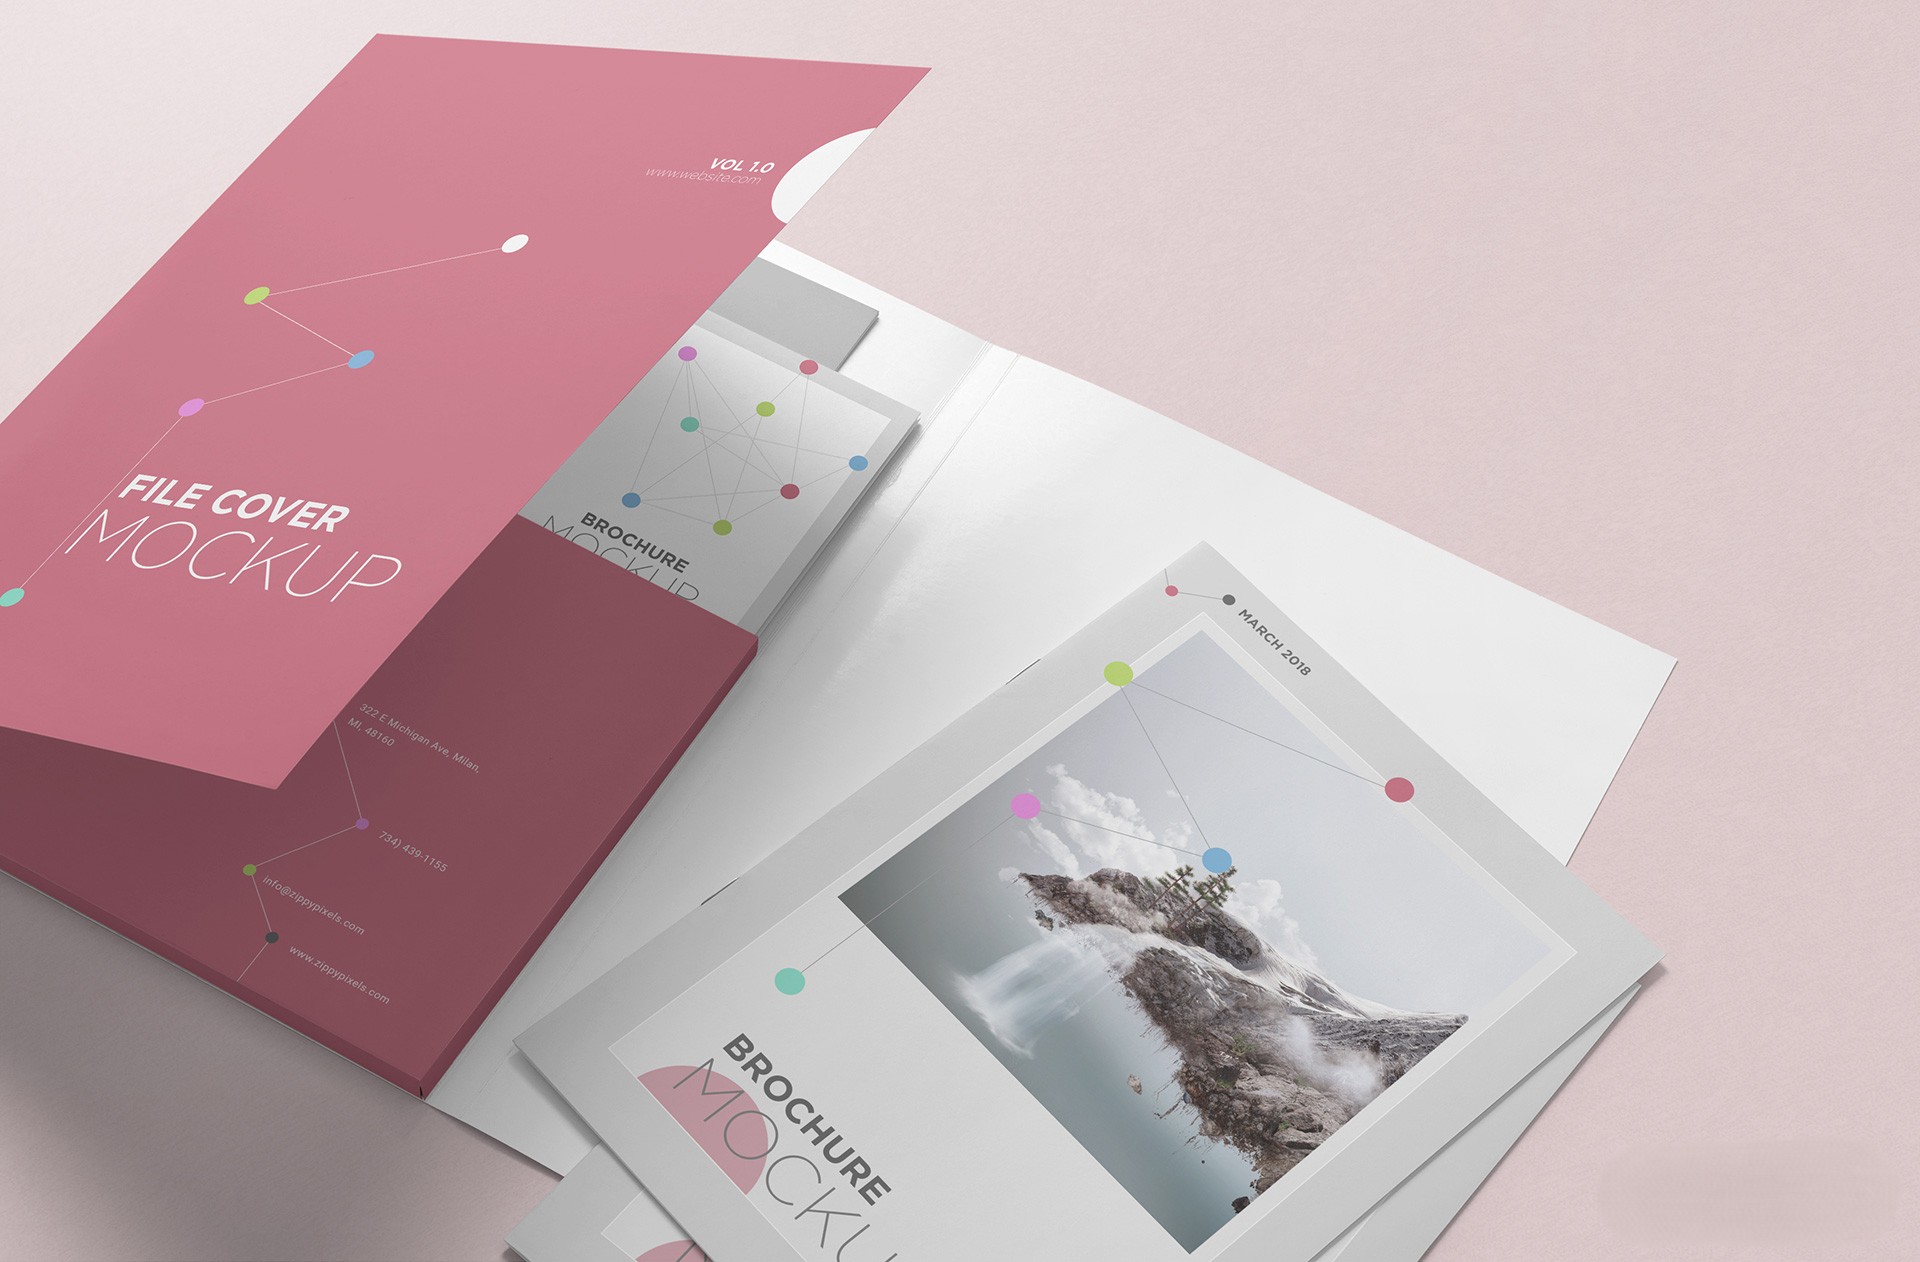 VOL 1.0
www.website.com
FILE COVER
MOCKUP
BROCHURE
MOCKUP
322 E Michigan Ave, Milan,
MI. 48160
734) 439-1155
info@zippypixels.com
www.zippypixels.com
MARCH 2018
BROCHURE
MOCKU